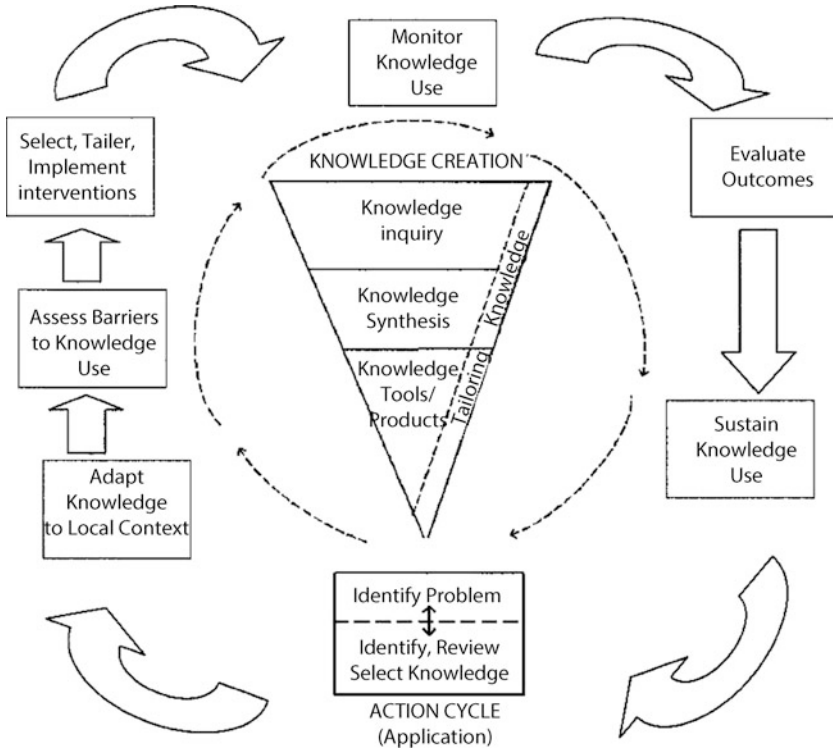 Monitor
Knowledge
Use
Select, Tailer,
Implement
interventions
Evaluate
Outcomes
KNOWLEDGE CREATION
Knowledge
inquiry
Knowledge
Synthesis
Knowledge
Tools/
Products
Tailoring Knowledge
Assess Barriers
to Knowledge
Use
Adapt
Knowledge
to Local Context
Sustain
Knowledge
Use
Identify Problem
Identify, Review
Select Knowledge
ACTION CYCLE
(Application)